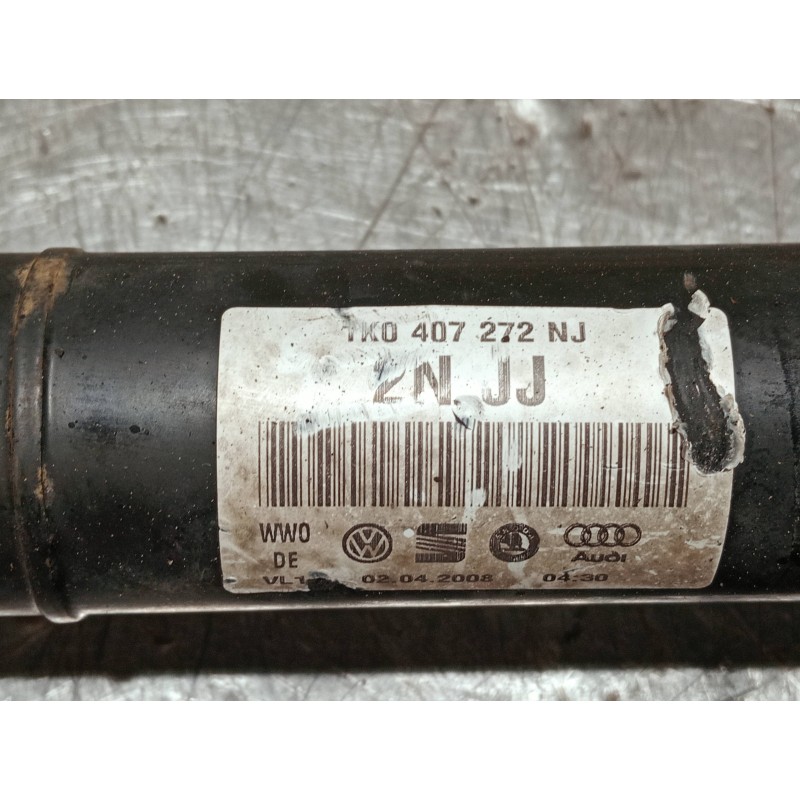 1K0 407 272 NJ
2N JJ
WWO
DE
Audi
02.04.2008 04:30